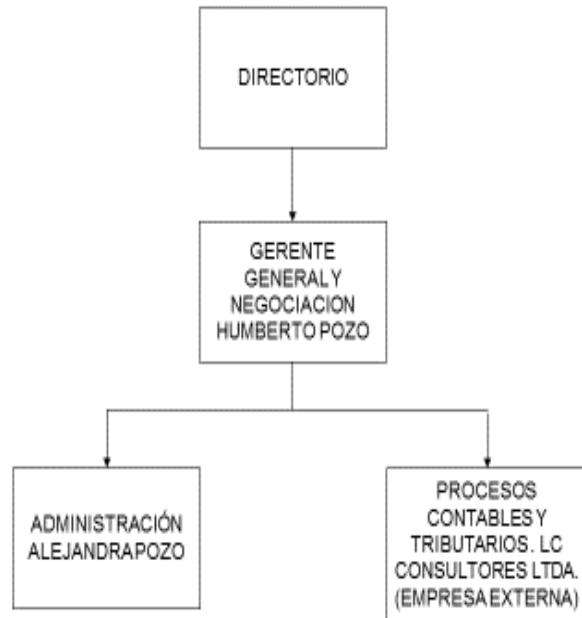 DIRECTORIO
GERENTE
GENERAL Y
NEGOCIACION
HUMBERTO POZO
ADMINISTRACIÓN
ALEJANDRA POZO
PROCESOS
CONTABLES Y
TRIBUTARIOS. LC
CONSULTORES LTDA.
(EMPRESA EXTERNA)